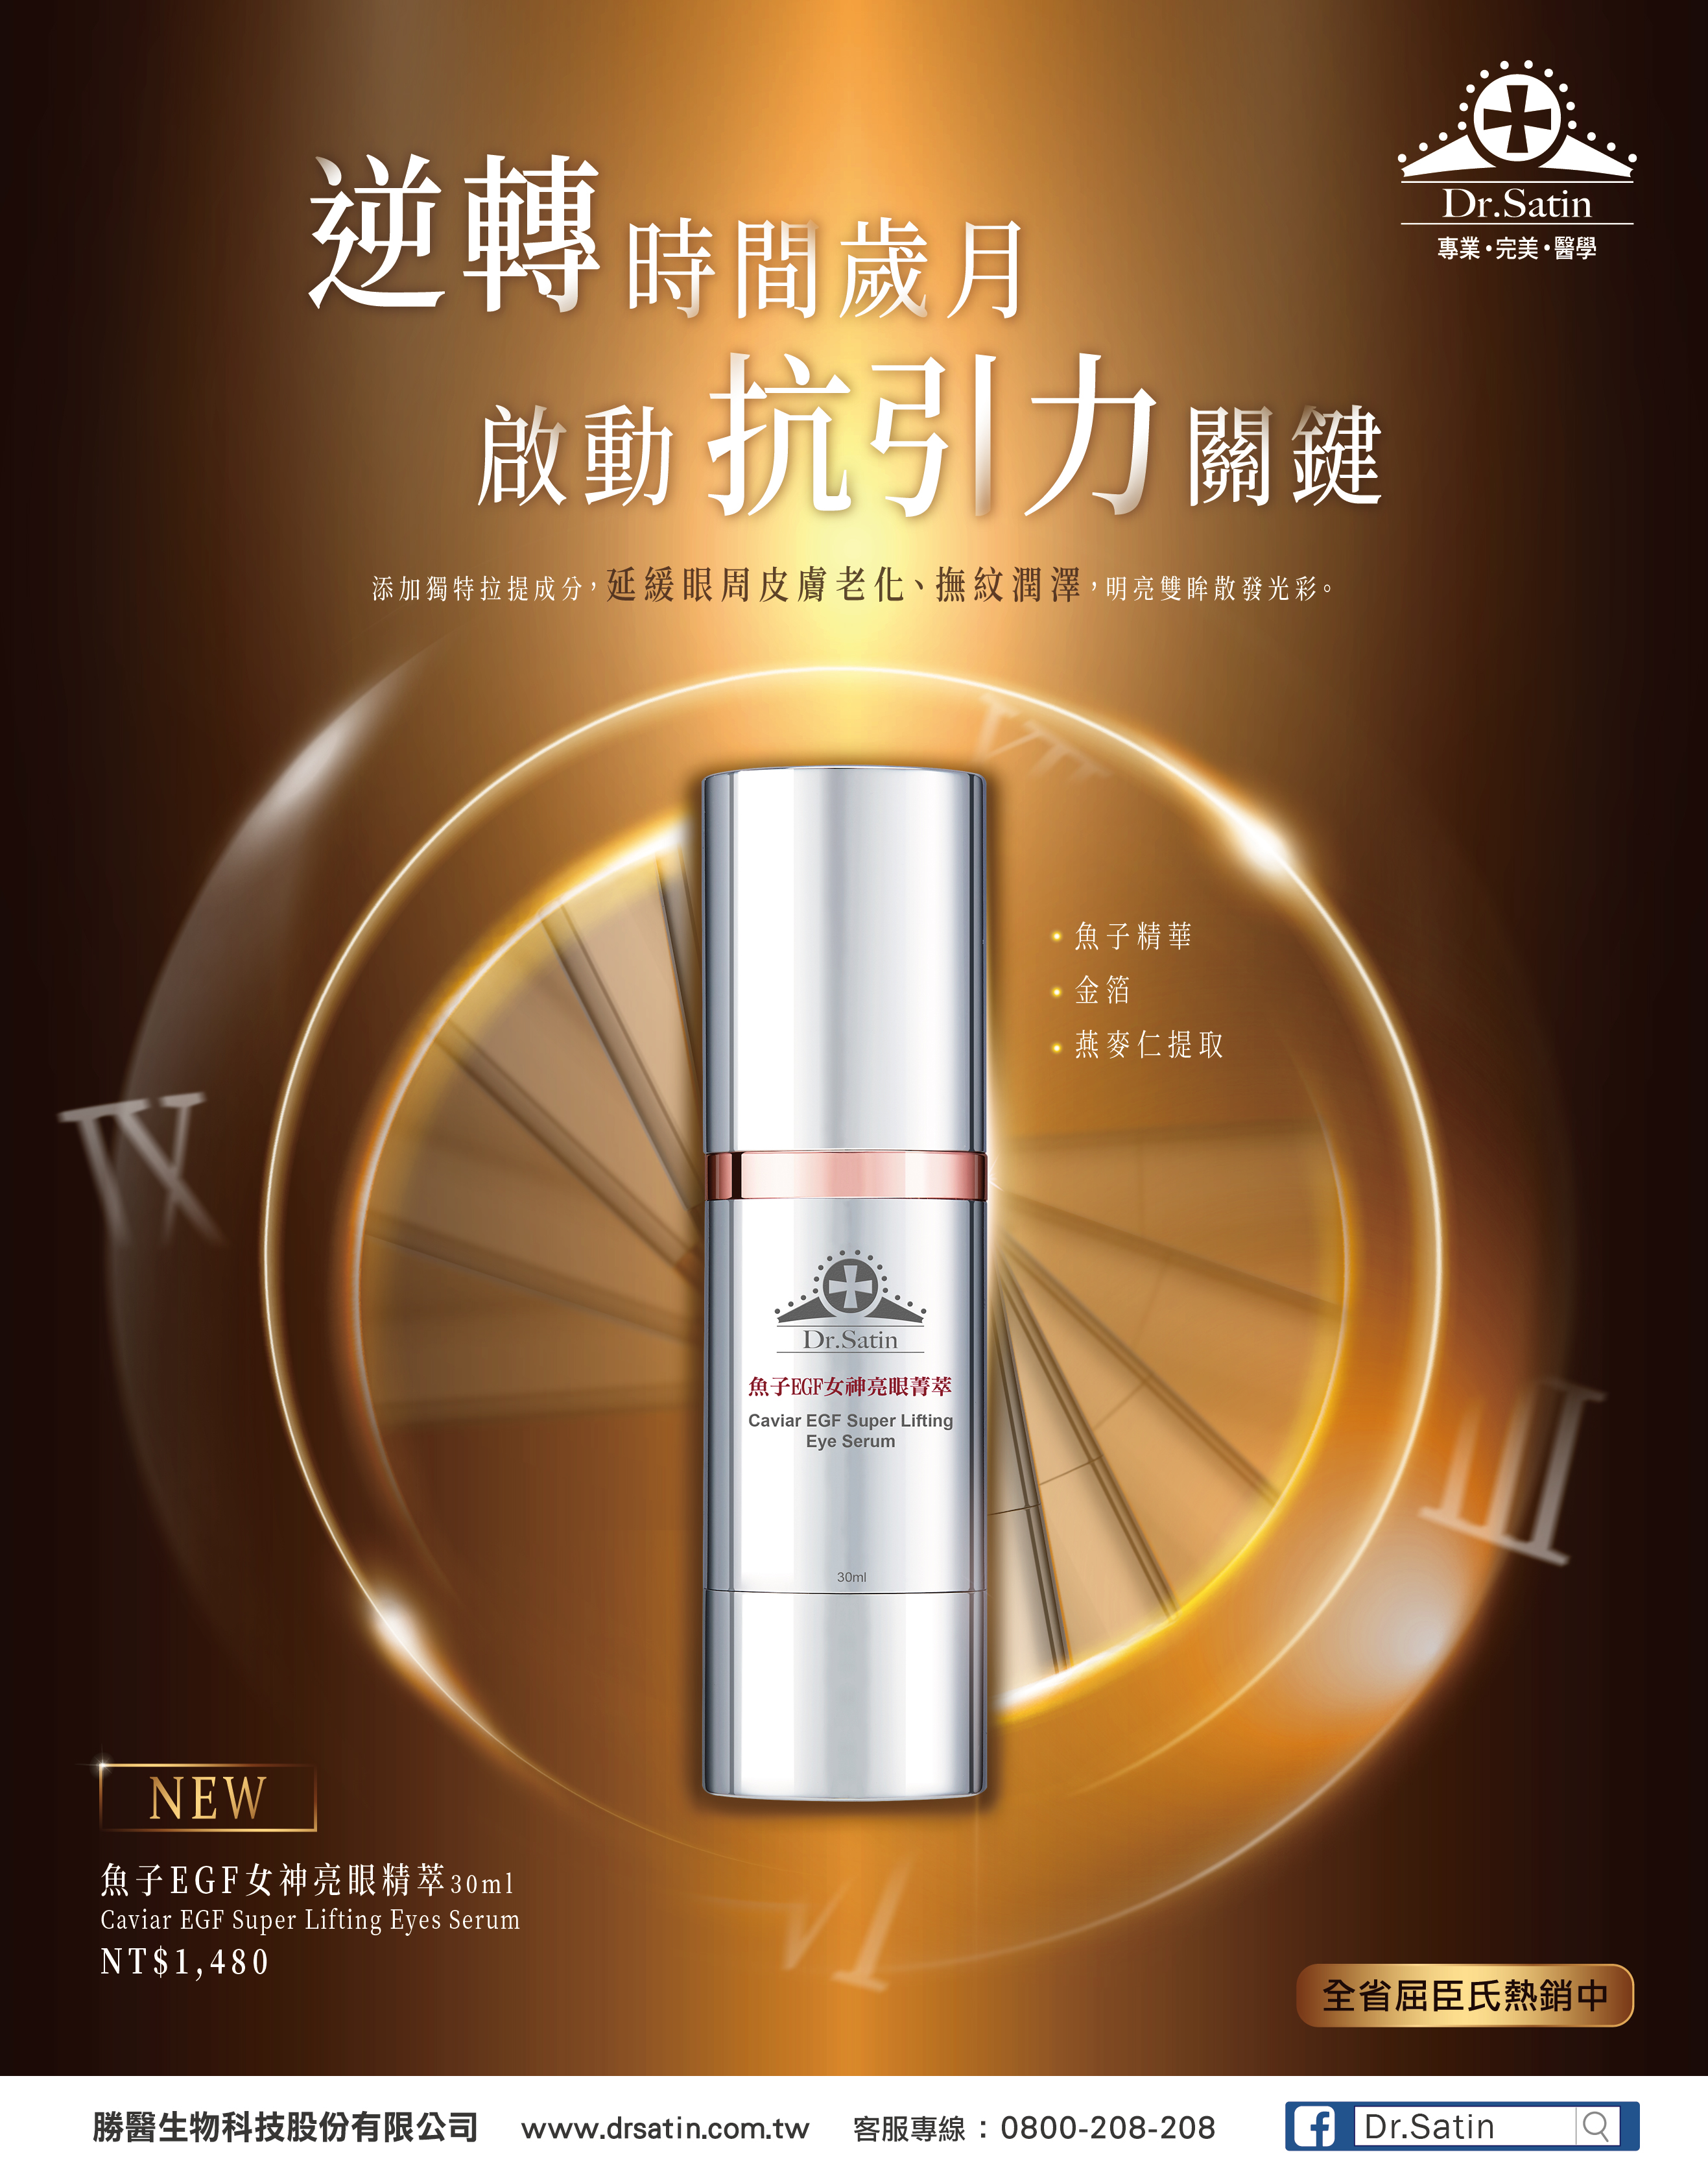 Dr.Satin
專業•完美•醫學
逆轉時間歲月
啟動抗引力關鍵
添加獨特拉提成分,延緩眼周皮膚老化、撫紋潤澤,明亮雙眸散發光彩。
VII
• 魚子精華
• 金箔
• 燕麥仁提取
IX
III
Dr.Satin
魚子EGF女神亮眼菁萃
Caviar EGF Super Lifting
Eye Serum
30ml
NEW
魚子EGF女神亮眼精萃30ml
Caviar EGF Super Lifting Eyes Serum
NT$1,480
VI
全省屈臣氏熱銷中
勝醫生物科技股份有限公司 www.drsatin.com.tw 客服專線：0800-208-208 f Dr.Satin